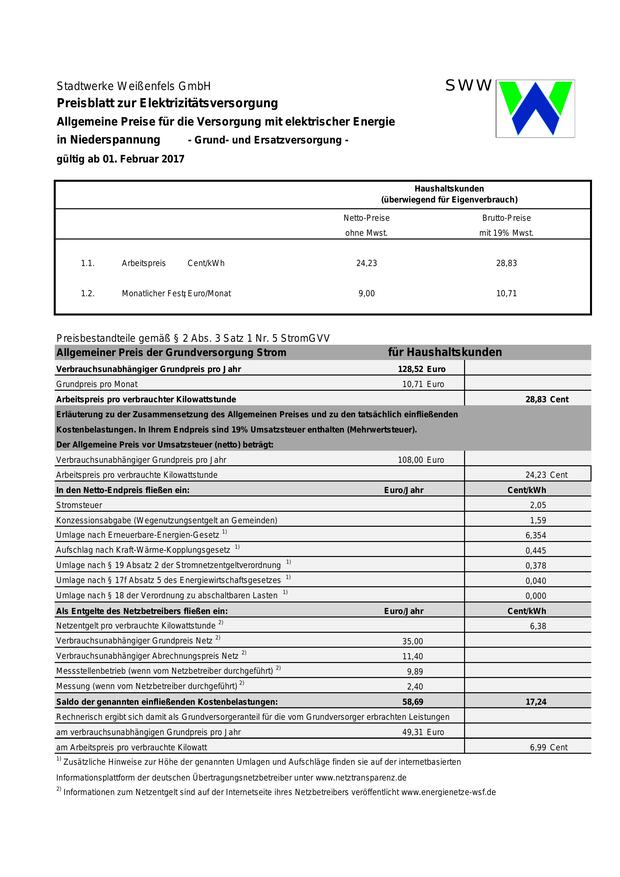 Stadtwerke Weißenfels GmbH
SWW
Preisblatt zur Elektrizitätsversorgung
Allgemeine Preise für die Versorgung mit elektrischer Energie
in Niederspannung - Grund- und Ersatzversorgung -
gültig ab 01. Februar 2017
Haushaltskunden
(überwiegend für Eigenverbrauch)
Netto-Preise Brutto-Preise
ohne Mwst. mit 19% Mwst.
1.1. Arbeitspreis Cent/kWh 24,23 28,83
1.2. Monatlicher Festp Euro/Monat 9,00 10,71
Preisbestandteile gemäß § 2 Abs. 3 Satz 1 Nr. 5 StromGVV
Allgemeiner Preis der Grundversorgung Strom für Haushaltskunden
Verbrauchsunabhängiger Grundpreis pro Jahr 128,52 Euro
Grundpreis pro Monat 10,71 Euro
Arbeitspreis pro verbrauchter Kilowattstunde 28,83 Cent
Erläuterung zu der Zusammensetzung des Allgemeinen Preises und zu den tatsächlich einfließenden
Kostenbelastungen. In Ihrem Endpreis sind 19% Umsatzsteuer enthalten (Mehrwertsteuer).
Der Allgemeine Preis vor Umsatzsteuer (netto) beträgt:
Verbrauchsunabhängiger Grundpreis pro Jahr 108,00 Euro
Arbeitspreis pro verbrauchte Kilowattstunde 24,23 Cent
In den Netto-Endpreis fließen ein: Euro/Jahr Cent/kWh
Stromsteuer 2,05
Konzessionsabgabe (Wegenutzungsentgelt an Gemeinden) 1,59
Umlage nach Erneuerbare-Energien-Gesetz 1) 6,354
Aufschlag nach Kraft-Wärme-Kopplungsgesetz 1) 0,445
Umlage nach § 19 Absatz 2 der Stromnetzentgeltverordnung 1) 0,378
Umlage nach § 17f Absatz 5 des Energiewirtschaftsgesetzes 1) 0,040
Umlage nach § 18 der Verordnung zu abschaltbaren Lasten 1) 0,000
Als Entgelte des Netzbetreibers fließen ein: Euro/Jahr Cent/kWh
Netzentgelt pro verbrauchte Kilowattstunde 2) 6,38
Verbrauchsunabhängiger Grundpreis Netz 2) 35,00
Verbrauchsunabhängiger Abrechnungspreis Netz 2) 11,40
Messstellenbetrieb (wenn vom Netzbetreiber durchgeführt) 2) 9,89
Messung (wenn vom Netzbetreiber durchgeführt) 2) 2,40
Saldo der genannten einfließenden Kostenbelastungen: 58,69 17,24
Rechnerisch ergibt sich damit als Grundversorgeranteil für die vom Grundversorger erbrachten Leistungen
am verbrauchsunabhängigen Grundpreis pro Jahr 49,31 Euro
am Arbeitspreis pro verbrauchte Kilowatt 6,99 Cent
1) Zusätzliche Hinweise zur Höhe der genannten Umlagen und Aufschläge finden sie auf der internetbasierten
Informationsplattform der deutschen Übertragungsnetzbetreiber unter www.netztransparenz.de
2) Informationen zum Netzentgelt sind auf der Internetseite ihres Netzbetreibers veröffentlicht www.energienetze-wsf.de